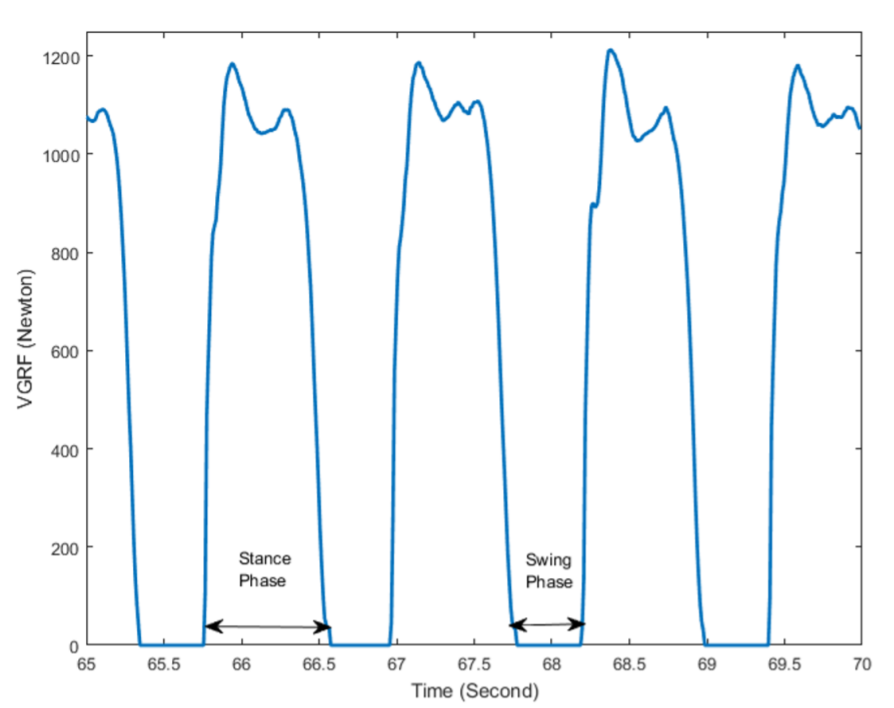 1200
1000
800
600
400
200
0
VGRF (Newton)
Stance
Phase
Swing
Phase
65 65.5 66 66.5 67 67.5 68 68.5 69 69.5 70
Time (Second)